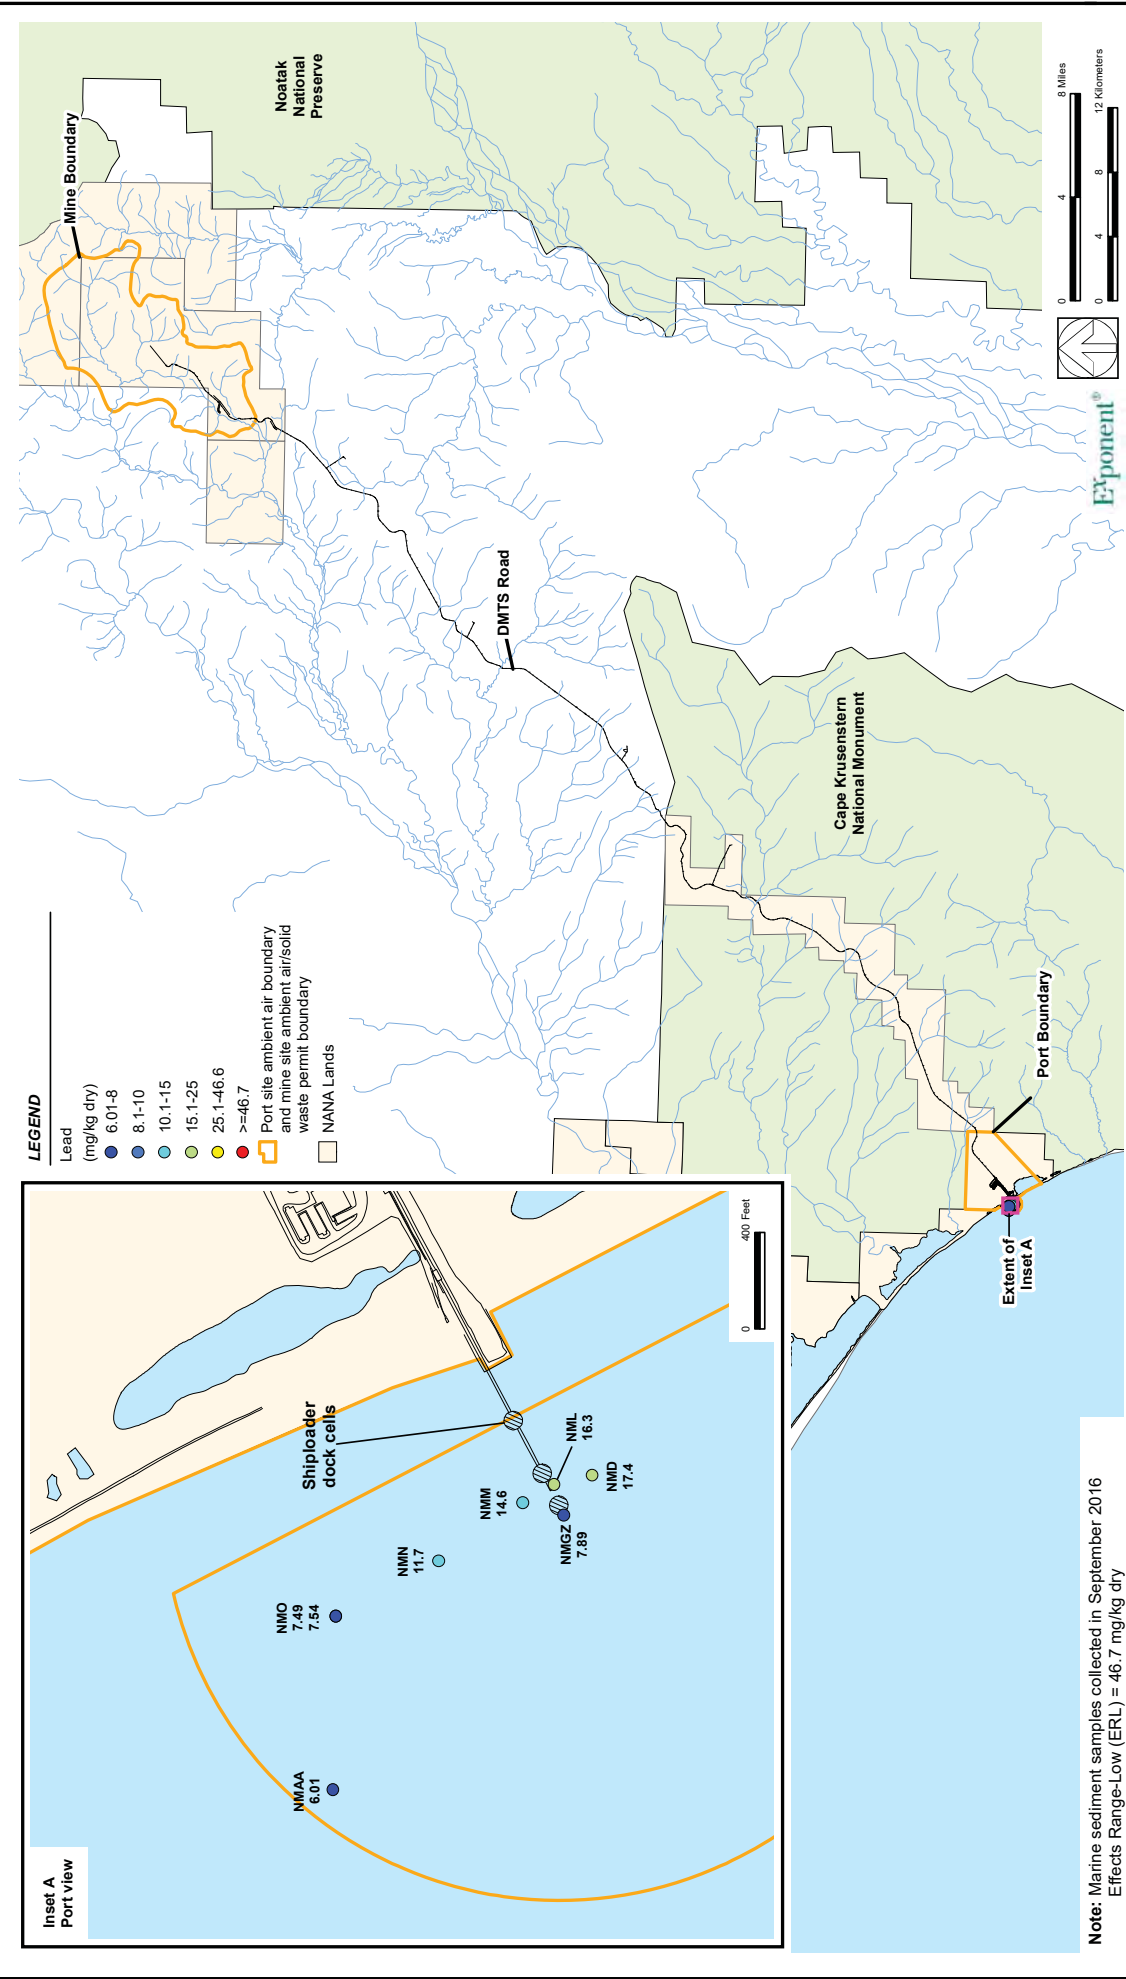 Inset A
Port view
NMAA
6.01
NMO
7.49
7.54
NMN
11.7
NMM
14.6
NMGZ
7.89
NML
16.3
NMD
17.4
Shiploader
dock cells
0
400 Feet
LEGEND
Lead
(mg/kg dry)
6.01-8
8.1-10
10.1-15
15.1-25
25.1-46.6
>=46.7
Port site ambient air boundary
and mine site ambient air/solid
waste permit boundary
NANA Lands
Mine Boundary
Noatak
National
Preserve
DMTS Road
Cape Krusenstern
National Monument
Port Boundary
Extent of
Inset A
0
4
8 Miles
0
4
8
12 Kilometers
Exponent®
Note: Marine sediment samples collected in September 2016
Effects Range-Low (ERL) = 46.7 mg/kg dry